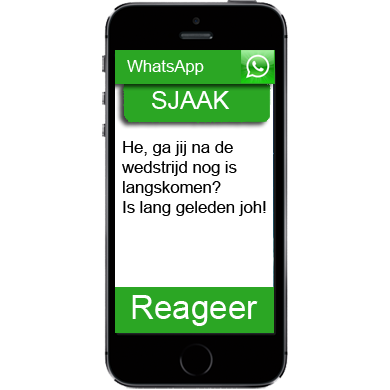 WhatsApp
SJAAK
He, ga jij na de
wedstrijd nog is
langskomen?
Is lang geleden joh!
Reageer